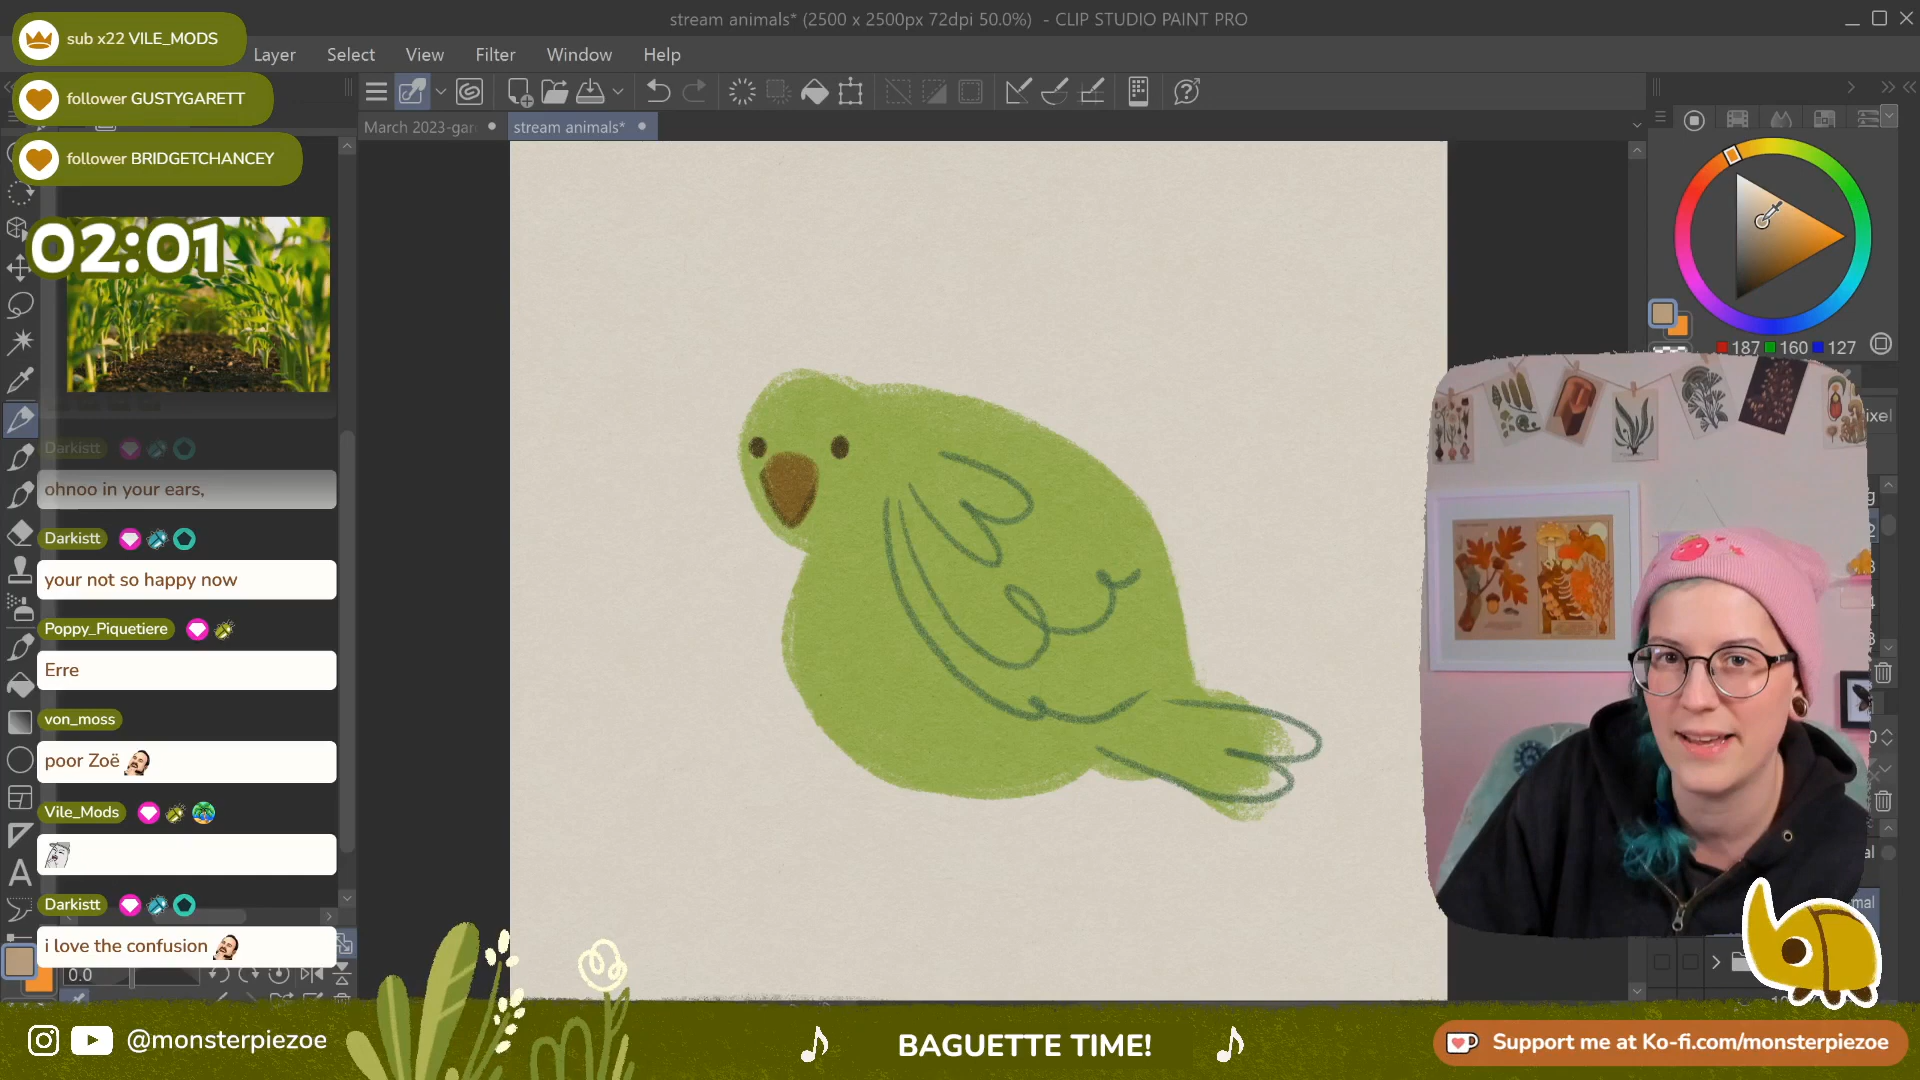 stream animals* (2500 x 2500px 72dpi 50.0%) - CLIP STUDIO PAINT PRO
sub x22 VILE_MODS
Layer
Select
View
Filter
Window
Help
follower GUSTYGARETT
March 2023-gar
stream animals*
follower BRIDGETCHANCEY
02:01
187 160 127
ixel
Darkistt
ohnoo in your ears,
Darkistt
your not so happy now
Poppy_Piquetiere
Erre
von_moss
poor Zoë
Vile_Mods
Darkistt
i love the confusion
0.0
@monsterpiezoe
BAGUETTE TIME!
Support me at Ko-fi.com/monsterpiezoe